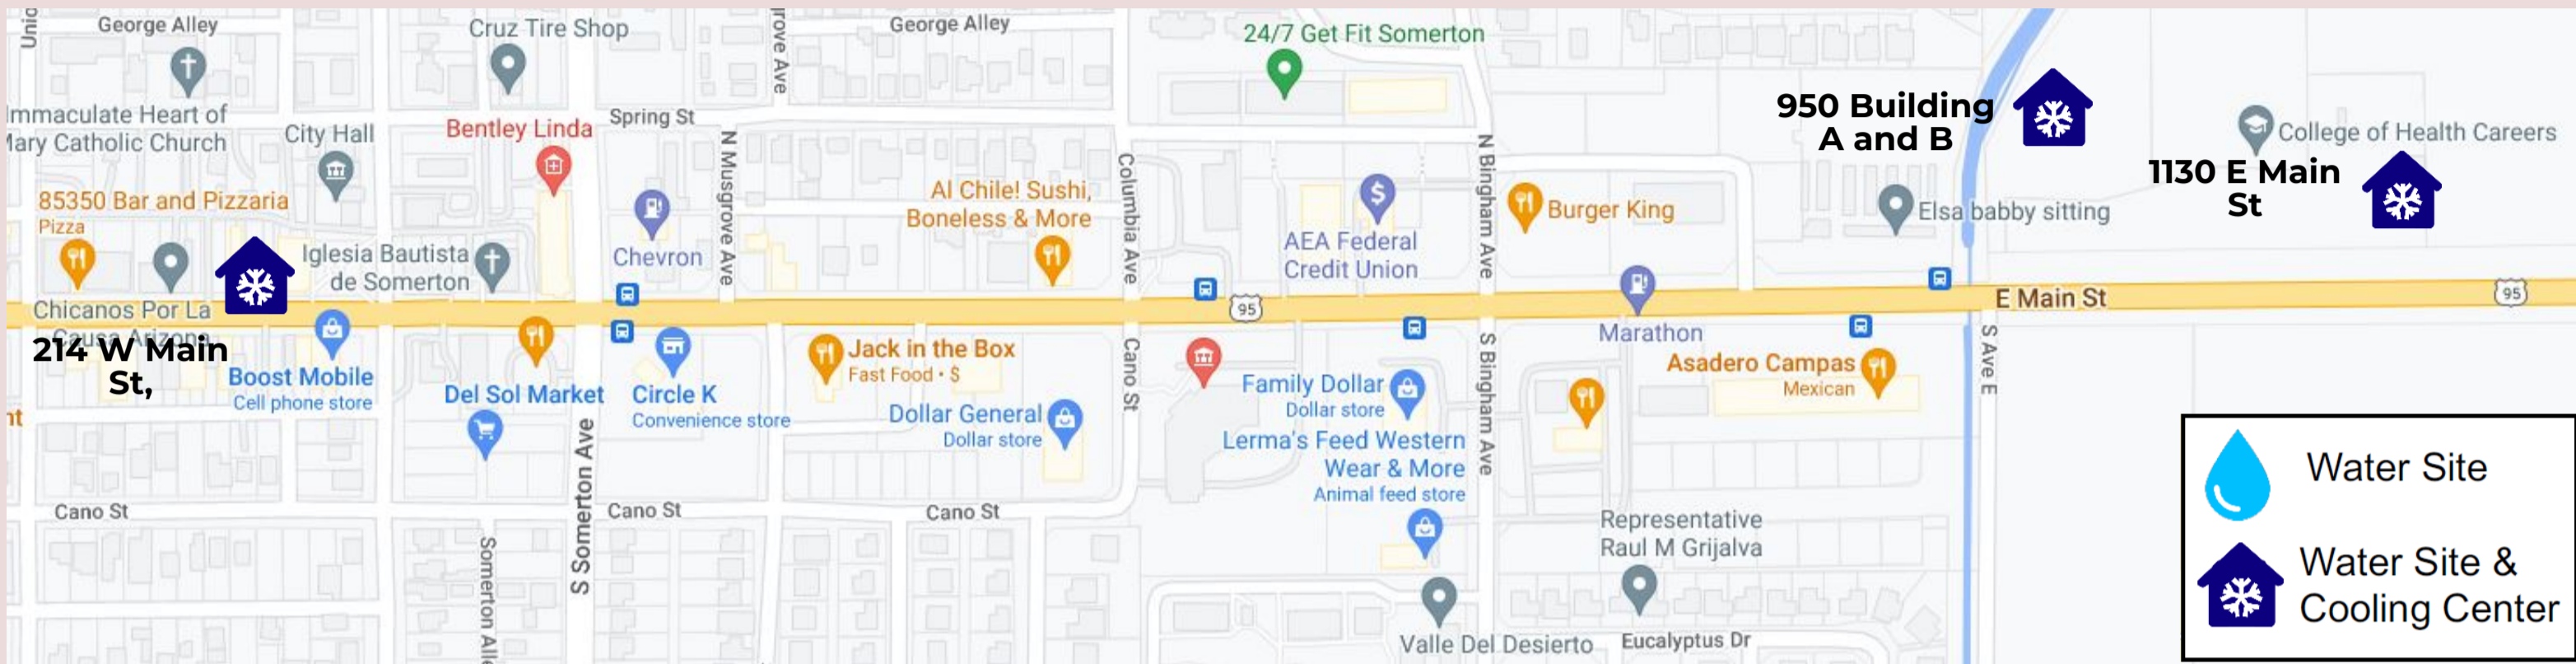 Unio
George Alley
Cruz Tire Shop
rove Ave
George Alley
24/7 Get Fit Somerton
Immaculate Heart of
Mary Catholic Church
City Hall
Bentley Linda
Spring St
N Musgrove Ave
Columbia Ave
N Bingham Ave
950 Building
A and B
College of Health Careers
1130 E Main
St
85350 Bar and Pizzaria
Pizza
Al Chile! Sushi,
Boneless & More
Burger King
Elsa babby sitting
Iglesia Bautista
de Somerton
Chevron
AEA Federal
Credit Union
Chicanos Por La
Causa Arizona
214 W Main
St,
95
E Main St
95
Marathon
Boost Mobile
Cell phone store
Del Sol Market
Circle K
Convenience store
Jack in the Box
Fast Food • $
Dollar General
Dollar store
Cano St
Family Dollar
Dollar store
Lerma's Feed Western
Wear & More
Animal feed store
S Bingham Ave
Asadero Campas
Mexican
S Ave E
nt
S Somerton Ave
Cano St
Cano St
Cano St
Somerton Alle
Representative
Raul M Grijalva
Valle Del Desierto
Eucalyptus Dr
Water Site
Water Site &
Cooling Center